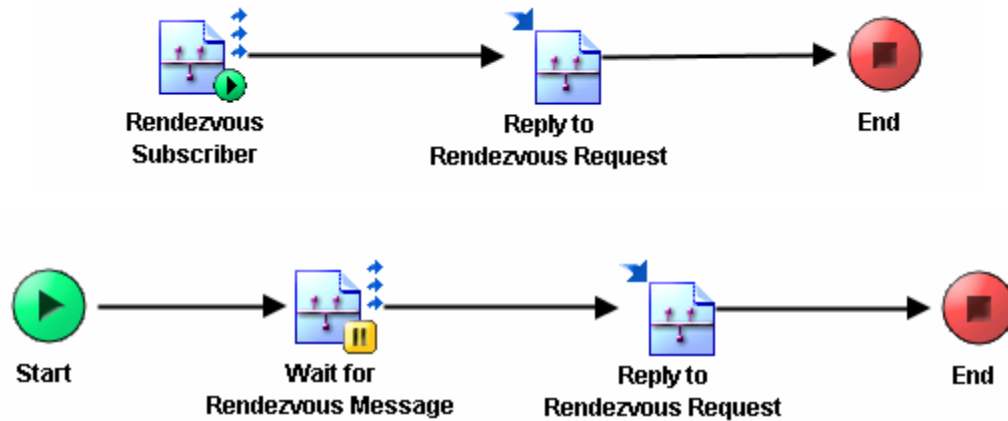 Rendezvous
Subscriber
Reply to
Rendezvous Request
End
Start
Wait for
Rendezvous Message
Reply to
Rendezvous Request
End